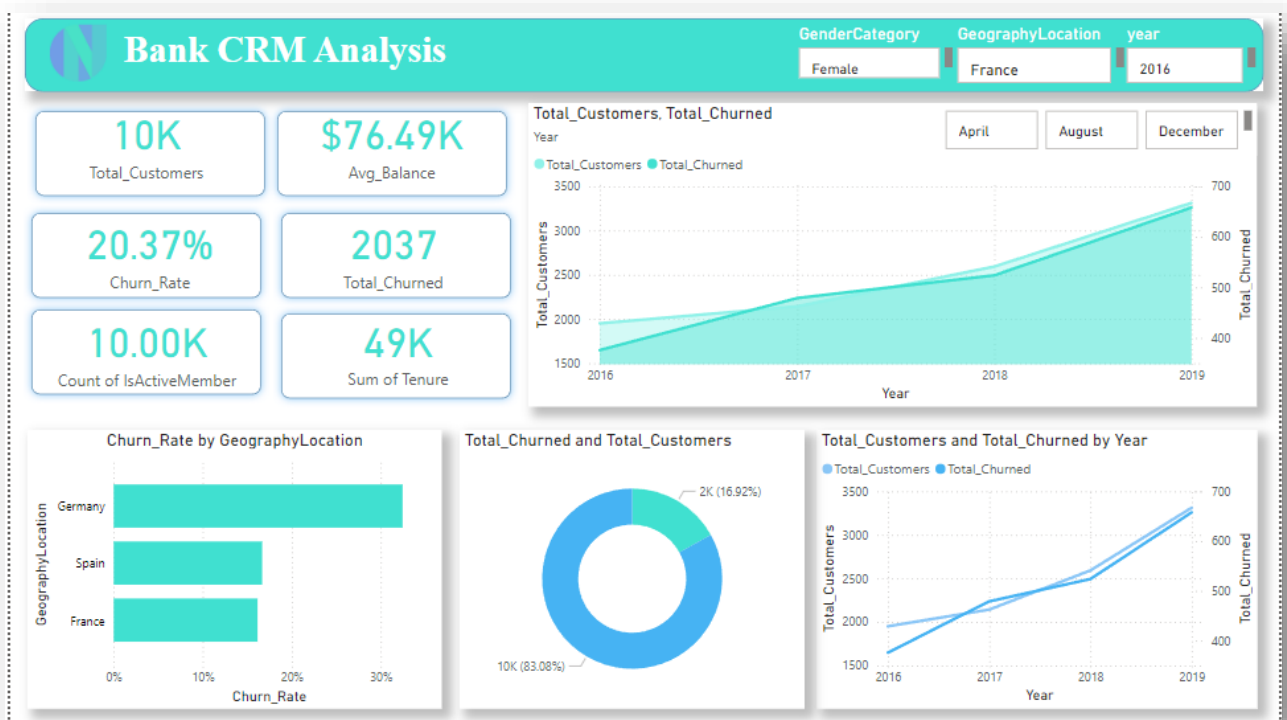 Bank CRM Analysis
GenderCategory
Female
GeographyLocation
France
year
2016
10K
Total_Customers
$76.49K
Avg_Balance
20.37%
Churn_Rate
2037
Total_Churned
10.00K
Count of IsActiveMember
49K
Sum of Tenure
Total_Customers, Total_Churned
Year
April
August
December
Total_Customers Total_Churned
3500
3000
2500
2000
1500
Total_Customers
700
600
500
400
Total_Churned
2016 2017 2018 2019
Year
Churn_Rate by GeographyLocation
GeographyLocation
Germany
Spain
France
0% 10% 20% 30%
Churn_Rate
Total_Churned and Total_Customers
2K (16.92%)
10K (83.08%)
Total_Customers and Total_Churned by Year
Total_Customers Total_Churned
3500
3000
2500
2000
1500
Total_Customers
700
600
500
400
Total_Churned
2016 2017 2018 2019
Year